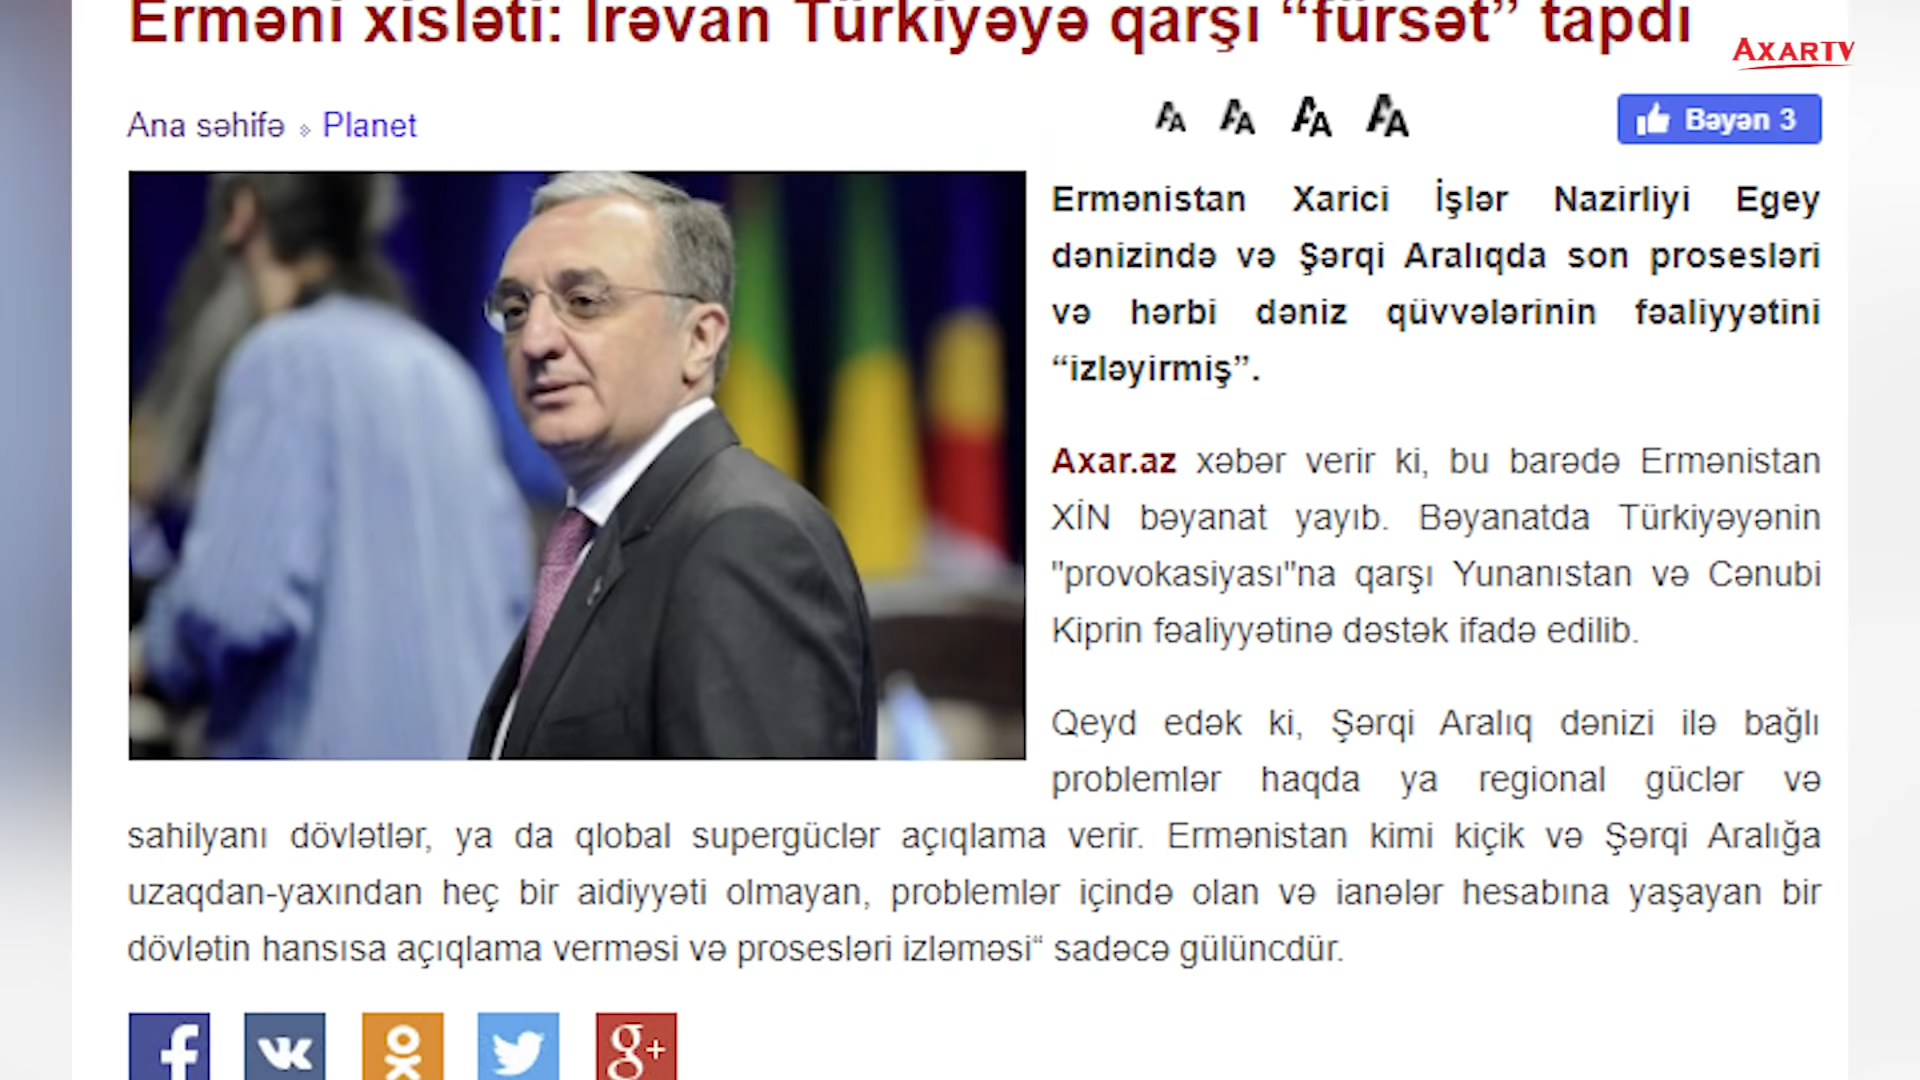 Erməni xisləti: İrəvan Türkiyəyə qarşı “fürsət” tapdı
AXARTV
Ana səhifə Planet
AA AA AA AA
Bəyən 3
Ermənistan Xarici İşlər Nazirliyi Egey
dənizində və Şərqi Aralıqda son prosesləri
və hərbi dəniz qüvvələrinin fəaliyyətini
“izləyirmiş”.
Axar.az xəbər verir ki, bu barədə Ermənistan
XİN bəyanat yayıb. Bəyanatda Türkiyəyənin
"provokasiyası"na qarşı Yunanıstan və Cənubi
Kiprin fəaliyyətinə dəstək ifadə edilib.
Qeyd edək ki, Şərqi Aralıq dənizi ilə bağlı
problemlər haqda ya regional güclər və
sahilyanı dövlətlər, ya da qlobal supergüclər açıqlama verir. Ermənistan kimi kiçik və Şərqi Aralığa
uzaqdan-yaxından heç bir aidiyyəti olmayan, problemlər içində olan və ianələr hesabına yaşayan bir
dövlətin hansısa açıqlama verməsi və prosesləri izləməsi“ sadəcə gülüncdür.
f
g+